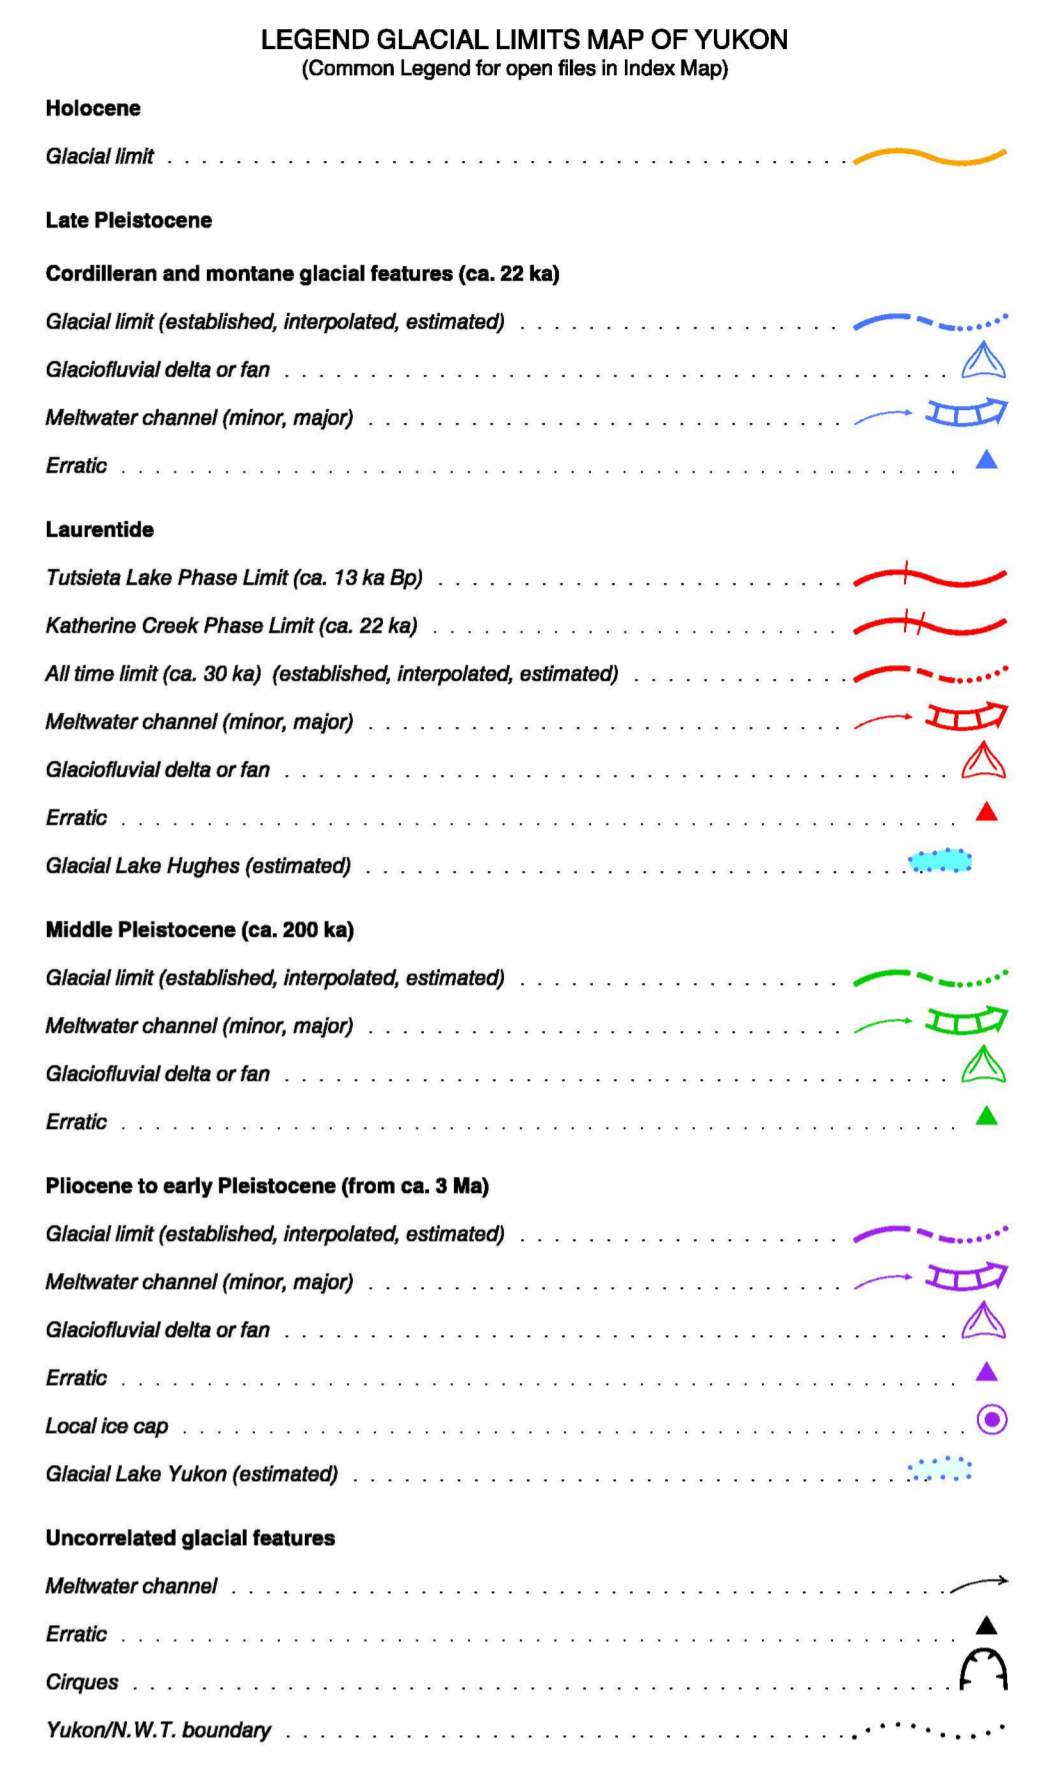 LEGEND GLACIAL LIMITS MAP OF YUKON
(Common Legend for open files in Index Map)
Holocene
Glacial limit
Late Pleistocene
Cordilleran and montane glacial features (ca. 22 ka)
Glacial limit (established, interpolated, estimated)
Glaciofluvial delta or fan
Meltwater channel (minor, major)
Erratic
Laurentide
Tutsieta Lake Phase Limit (ca. 13 ka Bp)
Katherine Creek Phase Limit (ca. 22 ka)
All time limit (ca. 30 ka) (established, interpolated, estimated)
Meltwater channel (minor, major)
Glaciofluvial delta or fan
Erratic
Glacial Lake Hughes (estimated)
Middle Pleistocene (ca. 200 ka)
Glacial limit (established, interpolated, estimated)
Meltwater channel (minor, major)
Glaciofluvial delta or fan
Erratic
Pliocene to early Pleistocene (from ca. 3 Ma)
Glacial limit (established, interpolated, estimated)
Meltwater channel (minor, major)
Glaciofluvial delta or fan
Erratic
Local ice cap
Glacial Lake Yukon (estimated)
Uncorrelated glacial features
Meltwater channel
Erratic
Cirques
Yukon/N.W.T. boundary